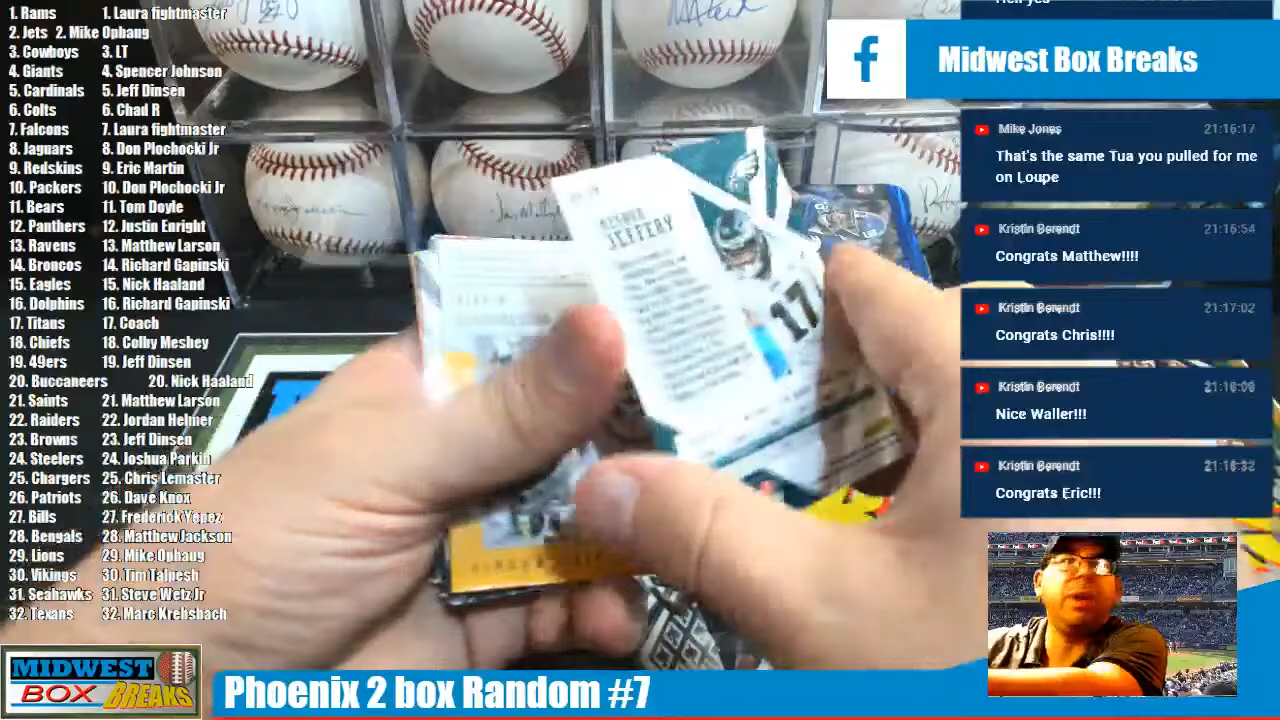 1. Rams 1. Laura fightmaster
2. Jets 2. Mike Ophaug
3. Cowboys 3. LT
4. Giants 4. Spencer Johnson
5. Cardinals 5. Jeff Dinsen
6. Colts 6. Chad R
7. Falcons 7. Laura fightmaster
8. Jaguars 8. Don Plochocki Jr
9. Redskins 9. Eric Martin
10. Packers 10. Don Plochocki Jr
11. Bears 11. Tom Doyle
12. Panthers 12. Justin Enright
13. Ravens 13. Matthew Larson
14. Broncos 14. Richard Gapinski
15. Eagles 15. Nick Haaland
16. Dolphins 16. Richard Gapinski
17. Titans 17. Coach
18. Chiefs 18. Colby Meshey
19. 49ers 19. Jeff Dinsen
20. Buccaneers 20. Nick Haaland
21. Saints 21. Matthew Larson
22. Raiders 22. Jordan Helmer
23. Browns 23. Jeff Dinsen
24. Steelers 24. Joshua Parkin
25. Chargers 25. Chris Lemaster
26. Patriots 26. Dave Knox
27. Bills 27. Frederick Yepez
28. Bengals 28. Matthew Jackson
29. Lions 29. Mike Ophaug
30. Vikings 30. Tim Talpesh
31. Seahawks 31. Steve Wetz Jr
32. Texans 32. Marc Krehsbach
JEFFERY
17
Hell yes
Midwest Box Breaks
Mike Jones 21:16:17
That's the same Tua you pulled for me
on Loupe
Kristin Berendt 21:16:54
Congrats Matthew!!!!
Kristin Berendt 21:17:02
Congrats Chris!!!!
Kristin Berendt
Nice Waller!!!
Kristin Berendt
Congrats Eric!!!
MIDWEST
BOX
BREAKS
Phoenix 2 box Random #7